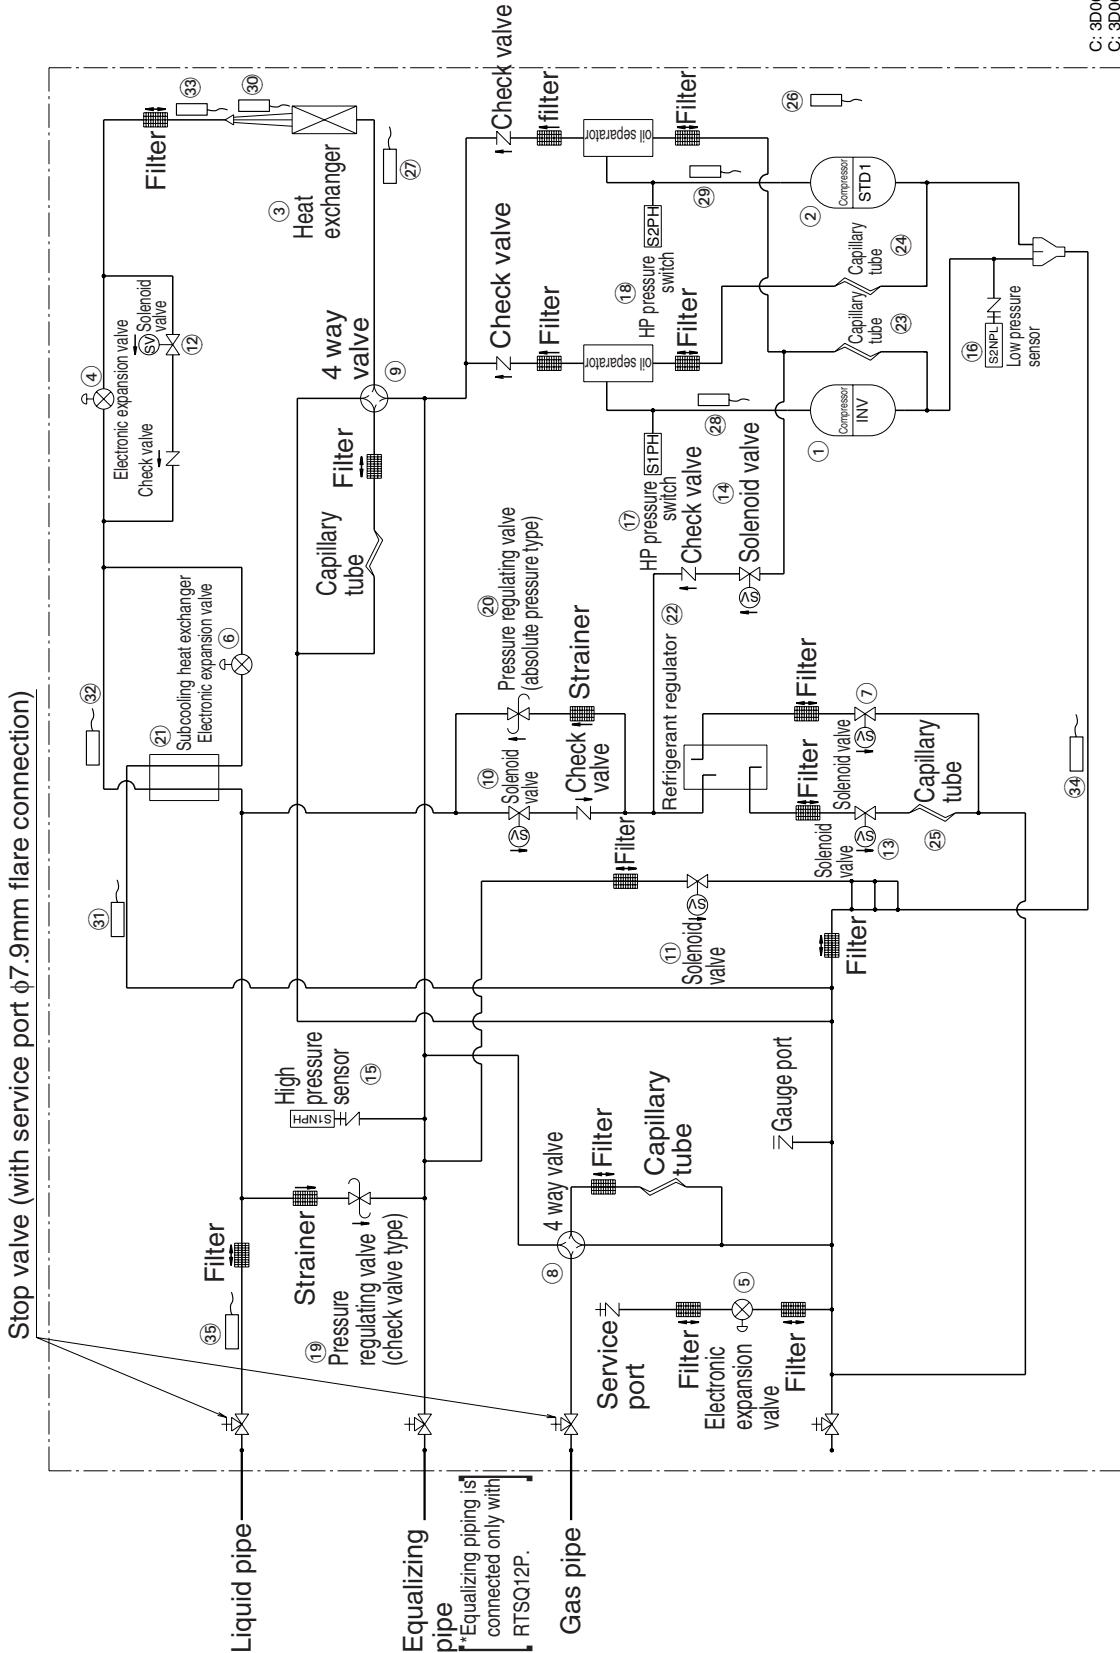 Stop valve (with service port φ7.9mm flare connection)
Liquid pipe
Equalizing
pipe
*Equalizing piping is
connected only with
RTSQ12P.
Gas pipe
35
Filter
Strainer
19
Pressure
regulating valve
(check valve type)
High
pressure
sensor
15
S1NPH
8
4 way valve
Filter
Capillary
tube
Service
port
Filter
Electronic
expansion
valve
5
Filter
Gauge port
31
32
21
Subcooling heat exchanger
Electronic expansion valve
6
10
Solenoid
valve
SV
Check
valve
20
Pressure regulating valve
(absolute pressure type)
Strainer
Filter
11
Solenoid
valve
SV
Filter
Refrigerant regulator
22
Filter
Solenoid valve
7
SV
Filter
Solenoid
valve
13
SV
Capillary
tube
25
34
4
Electronic expansion valve
Check valve
SV
Solenoid
valve
12
Filter
33
30
3
Heat
exchanger
27
4 way
valve
9
Filter
Capillary
tube
Check valve
Filter
oil separator
Filter
Check valve
filter
oil separator
Filter
17
HP pressure
switch
S1PH
18
HP pressure
switch
S2PH
Check valve
14
Solenoid valve
SV
28
29
26
1
Compressor
INV
2
Compressor
STD1
Capillary
tube
23
Capillary
tube
24
16
S2NPL
Low pressure
sensor